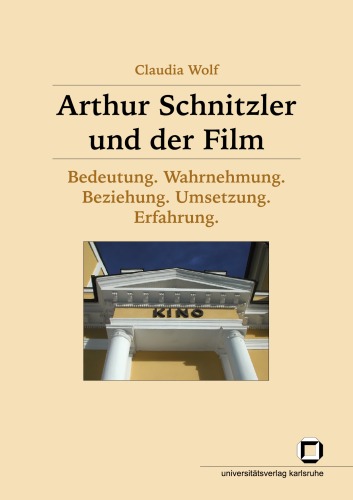 Claudia Wolf
Arthur Schnitzler
und der Film
Bedeutung. Wahrnehmung.
Beziehung. Umsetzung.
Erfahrung.
KINO
universitätsverlag karlsruhe